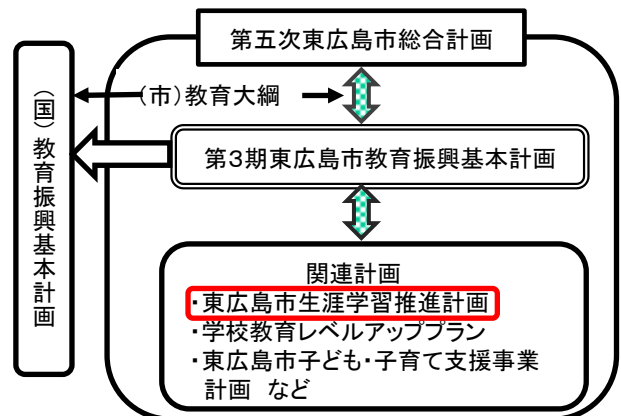 第五次東広島市総合計画
(国)教育振興基本計画
(市)教育大綱
第3期東広島市教育振興基本計画
関連計画
・東広島市生涯学習推進計画
・学校教育レベルアッププラン
・東広島市子ども・子育て支援事業
計画 など